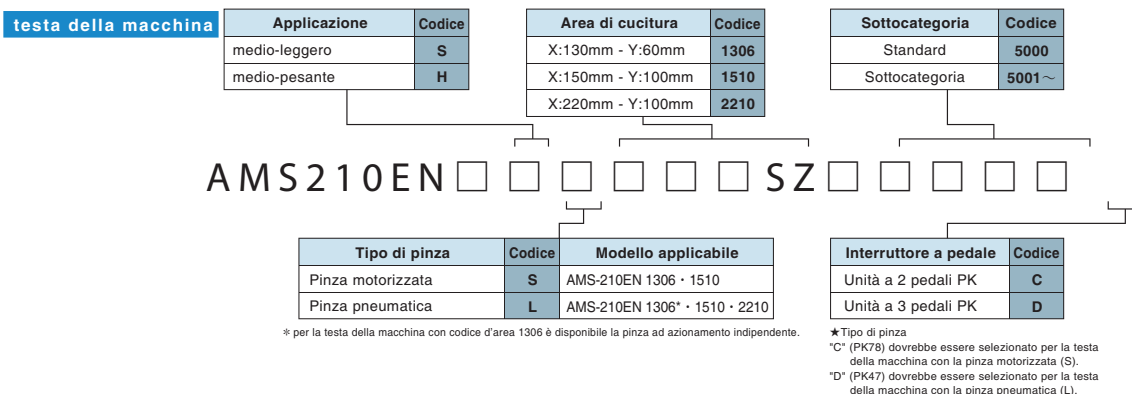 testa della macchina
Applicazione Codice
medio-leggero S
medio-pesante H
Area di cucitura Codice
X:130mm - Y:60mm 1306
X:150mm - Y:100mm 1510
X:220mm - Y:100mm 2210
Sottocategoria Codice
Standard 5000
Sottocategoria 5001～
AMS210EN□□□□□□SZ□□□□□
Tipo di pinza Codice Modello applicabile
Pinza motorizzata S AMS-210EN 1306・1510
Pinza pneumatica L AMS-210EN 1306*・1510・2210
＊ per la testa della macchina con codice d'area 1306 è disponibile la pinza ad azionamento indipendente.
Interruttore a pedale Codice
Unità a 2 pedali PK C
Unità a 3 pedali PK D
★Tipo di pinza
"C" (PK78) dovrebbe essere selezionato per la testa
della macchina con la pinza motorizzata (S).
"D" (PK47) dovrebbe essere selezionato per la testa
della macchina con la pinza pneumatica (L).